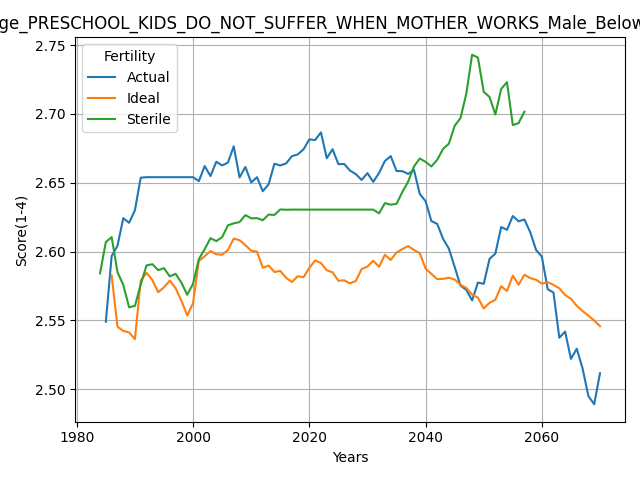 ge_PRESCHOOL_KIDS_DO_NOT_SUFFER_WHEN_MOTHER_WORKS_Male_Below
2.75
2.70
2.65
2.60
2.55
2.50
Score(1-4)
Fertility
Actual
Ideal
Sterile
1980 2000 2020 2040 2060
Years